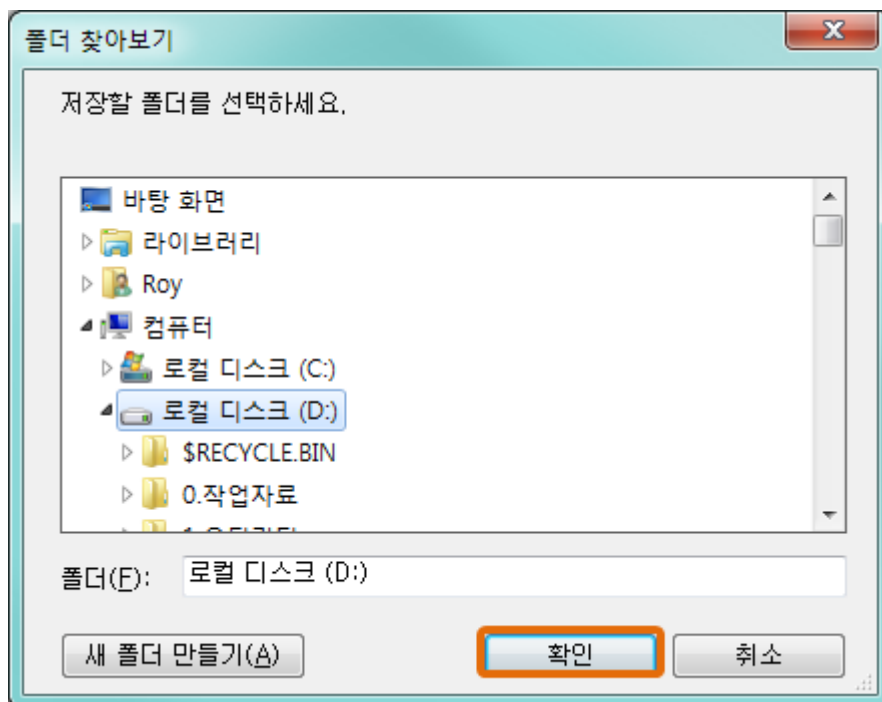 폴더 찾아보기
저장할 폴더를 선택하세요.
바탕 화면
라이브러리
Roy
컴퓨터
로컬 디스크 (C:)
로컬 디스크 (D:)
$RECYCLE.BIN
0.작업자료
폴더(F): 로컬 디스크 (D:)
새 폴더 만들기(A) 확인 취소